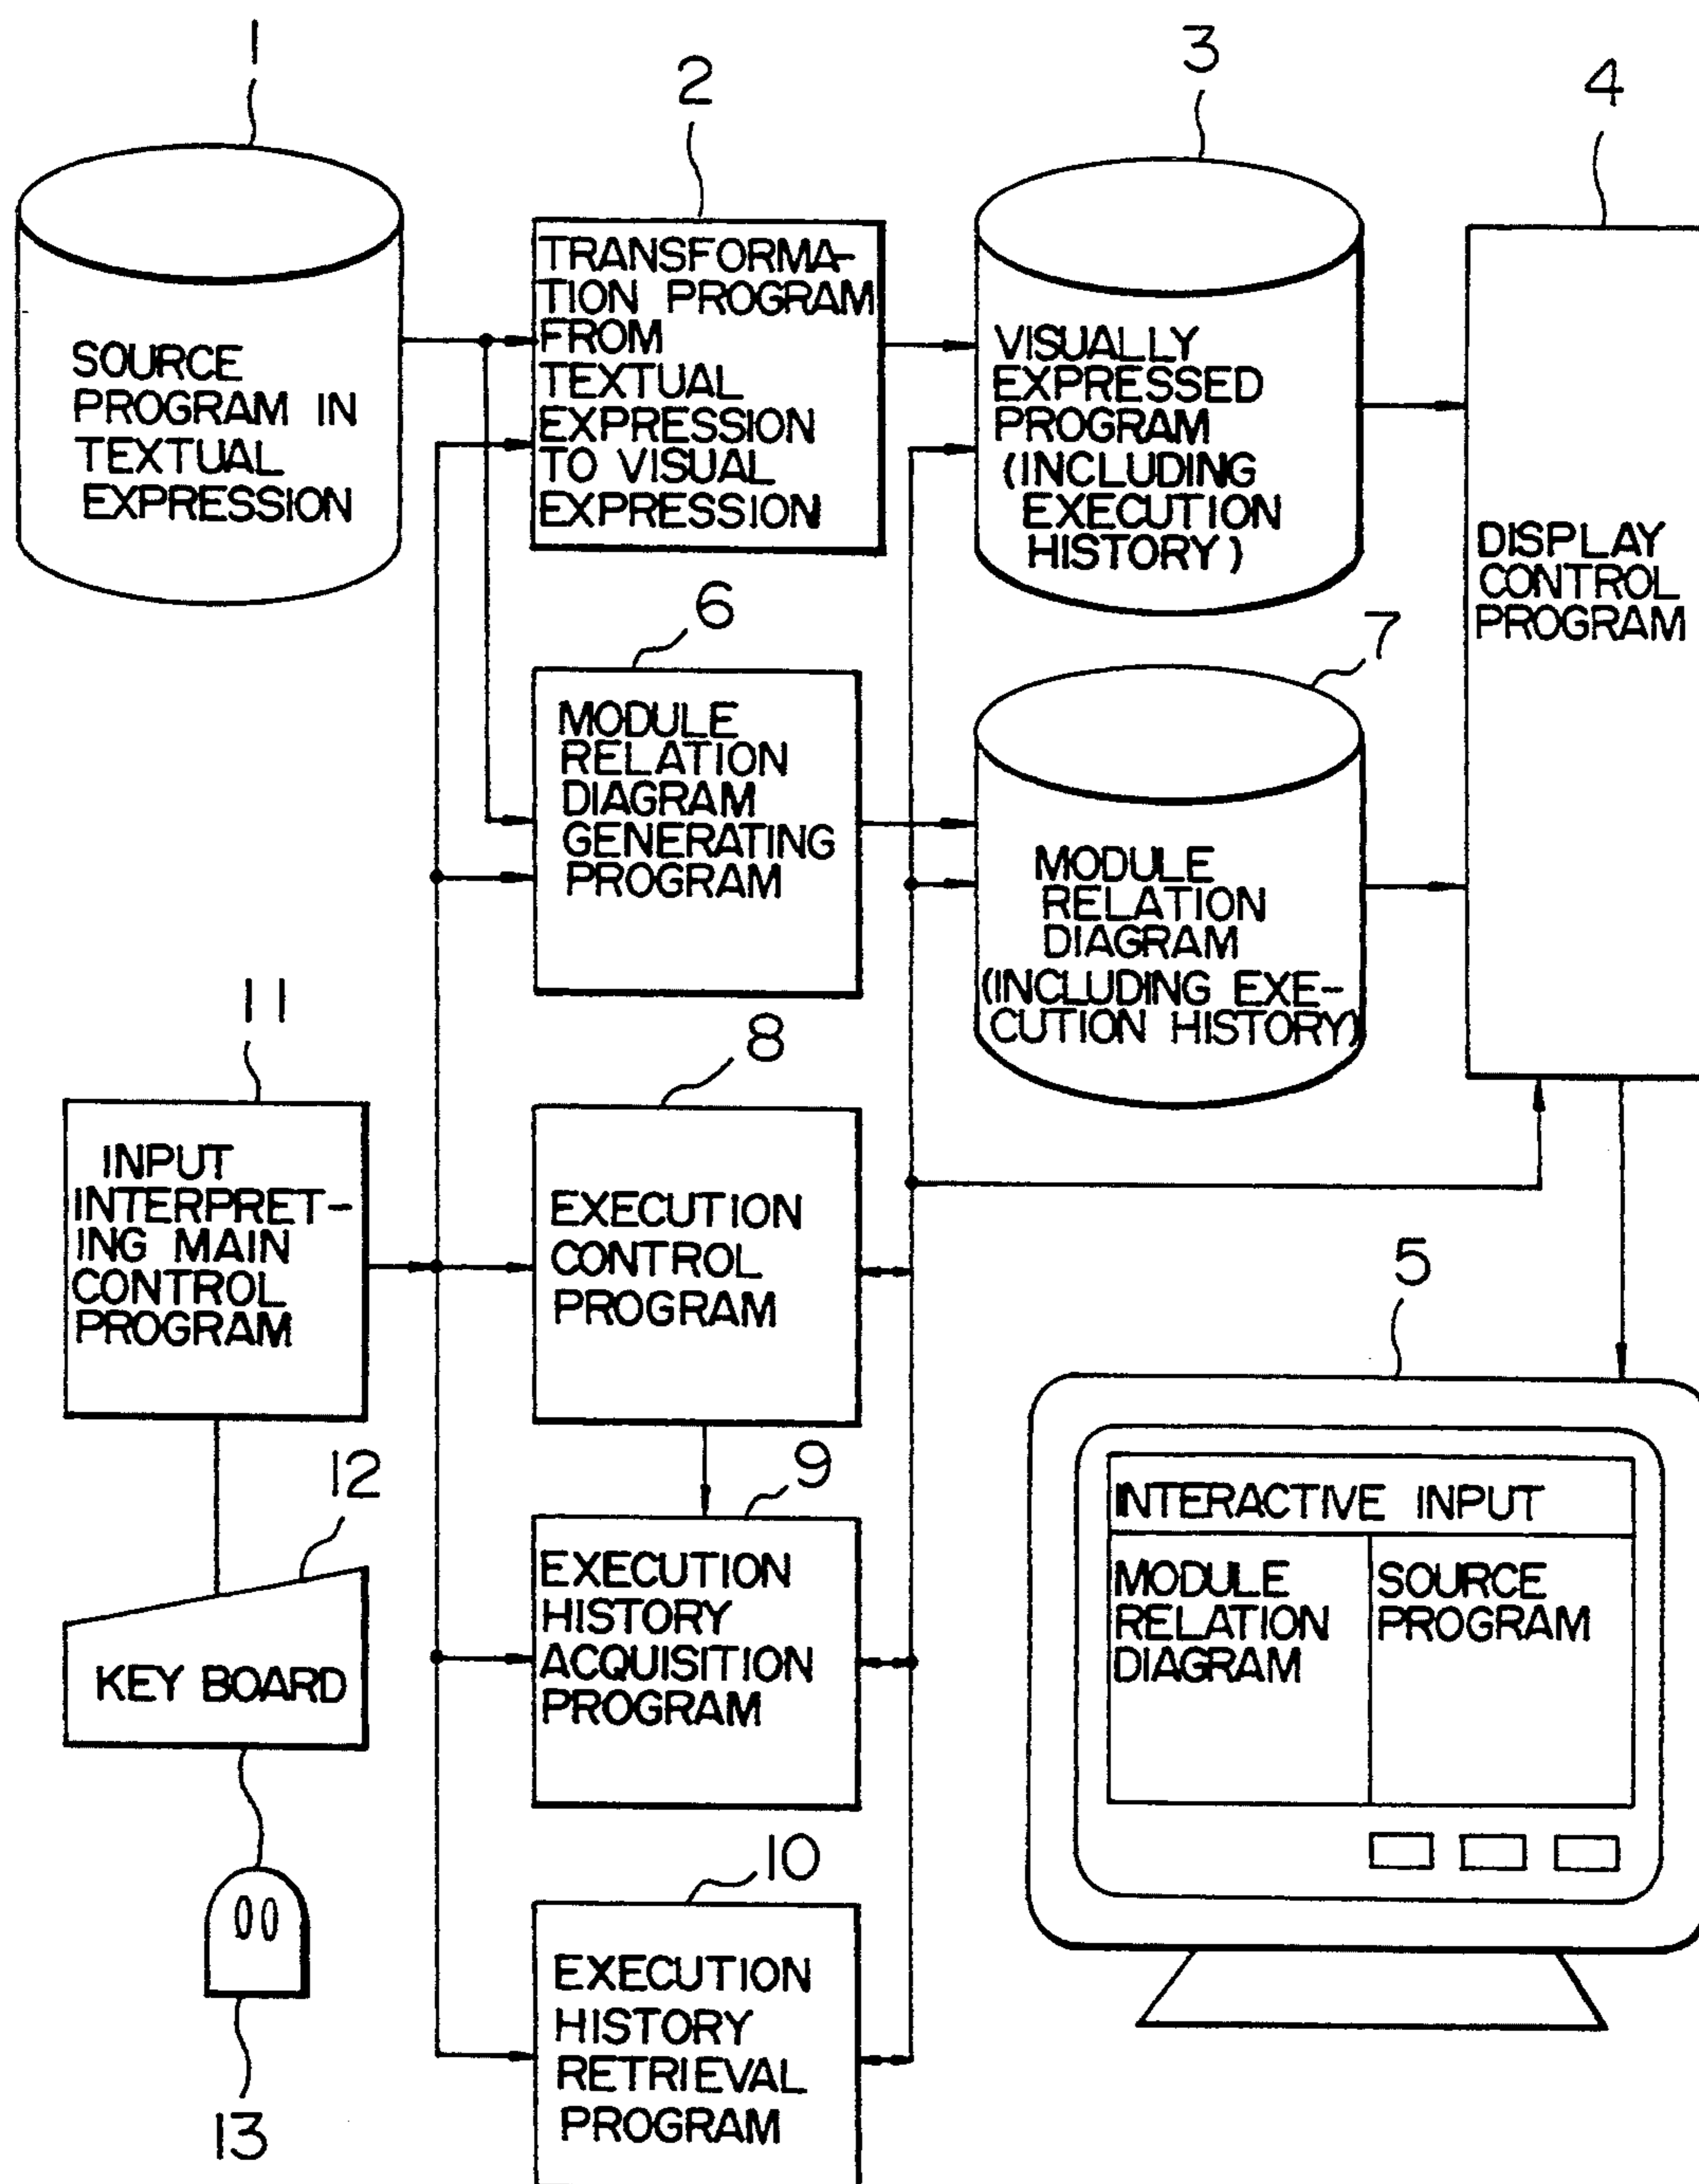 1
SOURCE
PROGRAM IN
TEXTUAL
EXPRESSION
2
TRANSFORMA-
TION PROGRAM
FROM
TEXTUAL
EXPRESSION
TO VISUAL
EXPRESSION
3
VISUALLY
EXPRESSED
PROGRAM
(INCLUDING
EXECUTION
HISTORY)
4
DISPLAY
CONTROL
PROGRAM
6
MODULE
RELATION
DIAGRAM
GENERATING
PROGRAM
7
MODULE
RELATION
DIAGRAM
(INCLUDING EXE-
CUTION HISTORY)
11
INPUT
INTERPRET-
ING MAIN
CONTROL
PROGRAM
8
EXECUTION
CONTROL
PROGRAM
12
KEY BOARD
13
9
EXECUTION
HISTORY
ACQUISITION
PROGRAM
10
EXECUTION
HISTORY
RETRIEVAL
PROGRAM
5
INTERACTIVE INPUT
MODULE
RELATION
DIAGRAM
SOURCE
PROGRAM